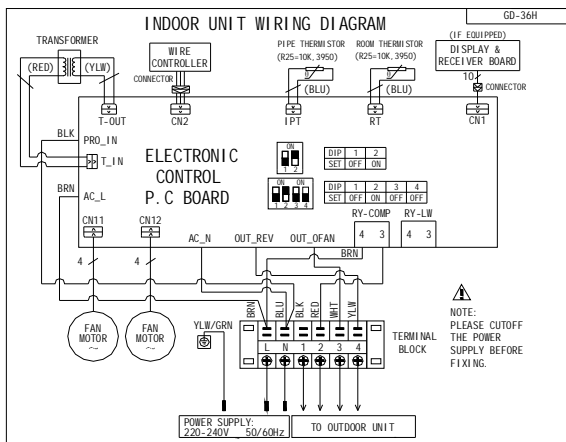 INDOOR UNIT WIRING DIAGRAM
GD-36H
TRANSFORMER
(RED)
(YLW)
WIRE
CONTROLLER
CONNECTOR
PIPE THERMISTOR
(R25=10K,3950)
(BLU)
ROOM THERMISTOR
(R25=10K,3950)
(BLU)
(IF EQUIPPED)
DISPLAY &
RECEIVER BOARD
10
CONNECTOR
T-OUT
CN2
IPT
RT
CN1
BLK
PRO_IN
T_IN
BRN
AC_L
ELECTRONIC
CONTROL
P.C BOARD
ON
1 2
DIP 1 2
SET OFF ON
ON ON
1 2 3 4
DIP 1 2 3 4
SET OFF ON OFF OFF
CN11
CN12
AC_N
OUT_REV
OUT_OFAN
RY-COMP
4 3
RY-LW
4 3
BRN
4
4
FAN
MOTOR
~
FAN
MOTOR
~
YLW/GRN
BRN
BLU
BLK
RED
WHT
YLW
L N 1 2 3 4
TERMINAL
BLOCK
NOTE:
PLEASE CUTOFF
THE POWER
SUPPLY BEFORE
FIXING.
POWER SUPPLY:
220-240V 50/60Hz
TO OUTDOOR UNIT